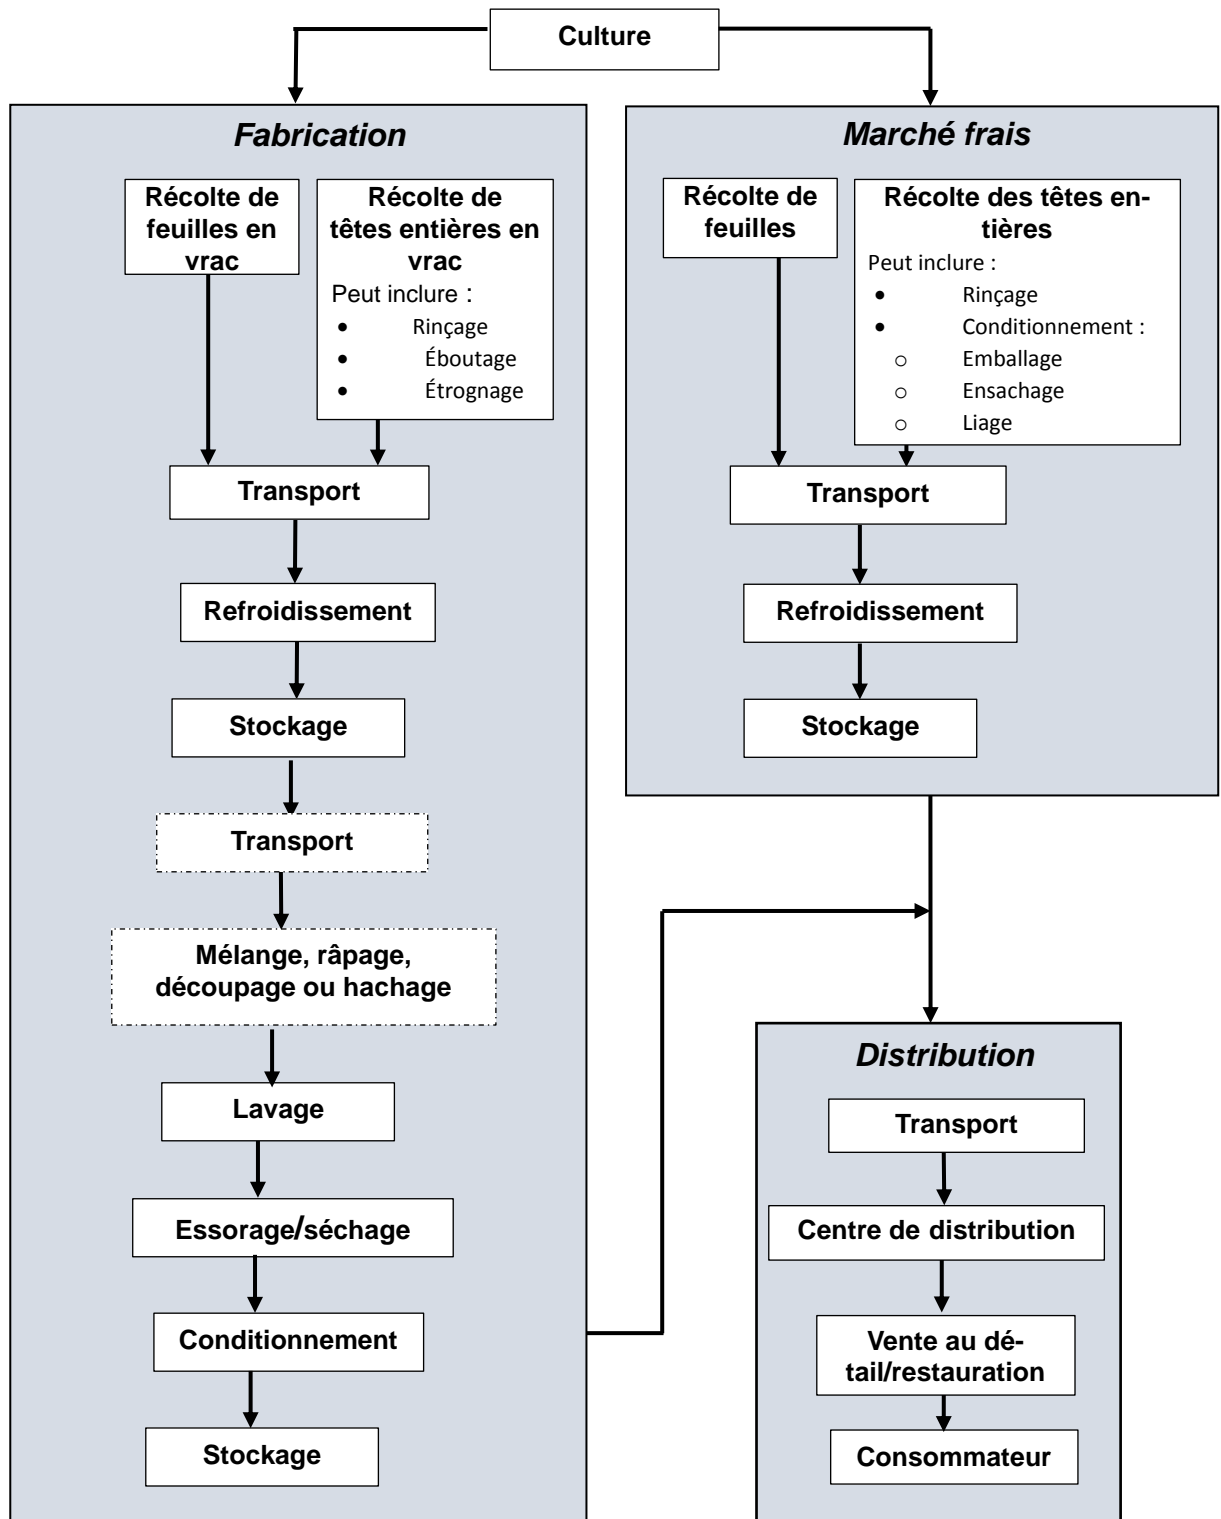 Culture
Fabrication
Récolte de
feuilles en
vrac
Récolte de
têtes entières en
vrac
Peut inclure :
• Rinçage
• Éboutage
• Étrognage
Transport
Refroidissement
Stockage
Transport
Mélange, râpage,
découpage ou hachage
Lavage
Essorage/séchage
Conditionnement
Stockage
Marché frais
Récolte de
feuilles
Récolte des têtes en-
tières
Peut inclure :
• Rinçage
• Conditionnement :
o Emballage
o Ensachage
o Liage
Transport
Refroidissement
Stockage
Distribution
Transport
Centre de distribution
Vente au dé-
tail/restauration
Consommateur